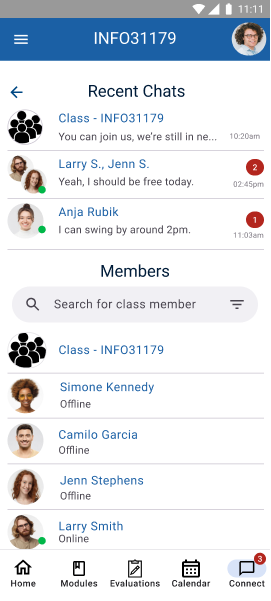 11:11
INFO31179
Recent Chats
Class - INFO31179
You can join us, we're still in ne...
10:20am
Larry S., Jenn S.
2
Yeah, I should be free today.
02:45pm
Anja Rubik
1
I can swing by around 2pm.
11:03am
Members
Search for class member
Class - INFO31179
Simone Kennedy
Offline
Camilo Garcia
Offline
Jenn Stephens
Offline
Larry Smith
Online
3
Home Modules Evaluations Calendar Connect